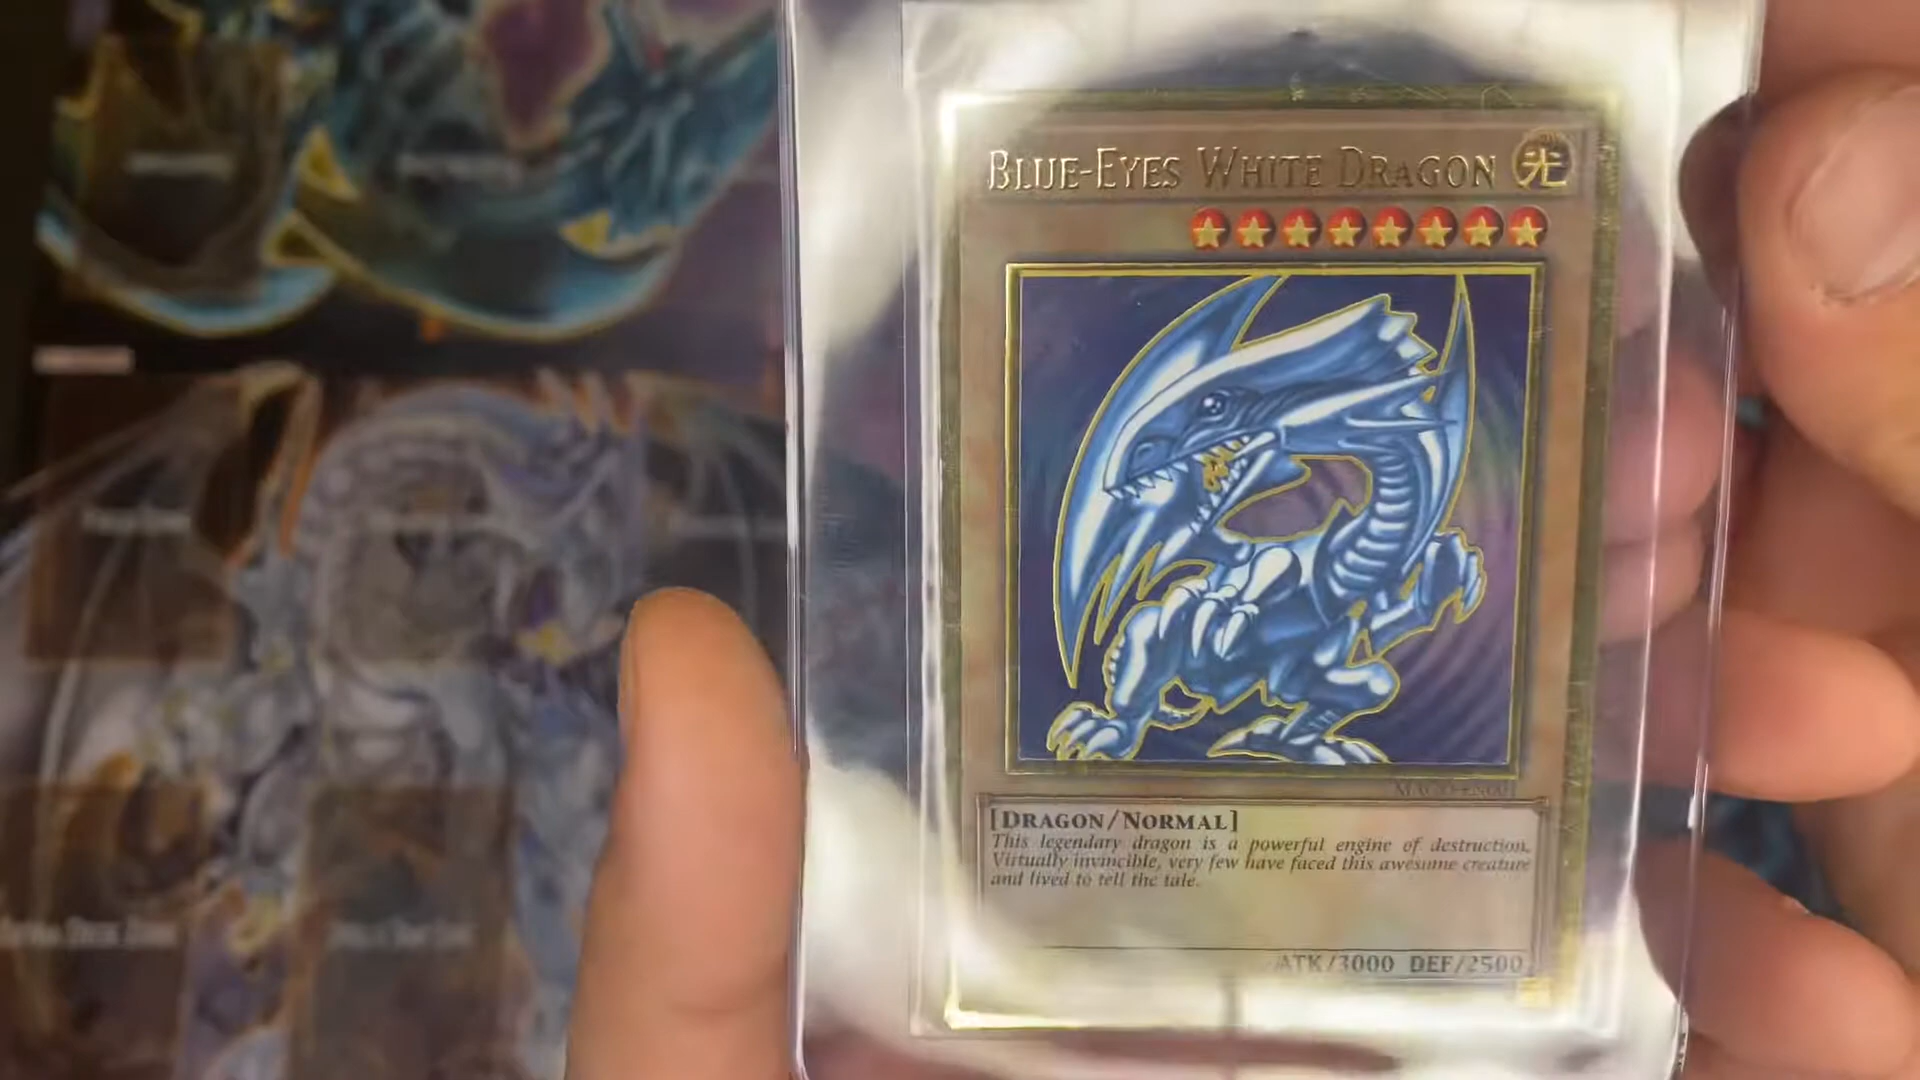 BLUE-EYES WHITE DRAGON 光
[DRAGON/NORMAL]
This legendary dragon is a powerful engine of destruction.
Virtually invincible, very few have faced this awesome creature
and lived to tell the tale.
ATK/3000 DEF/2500